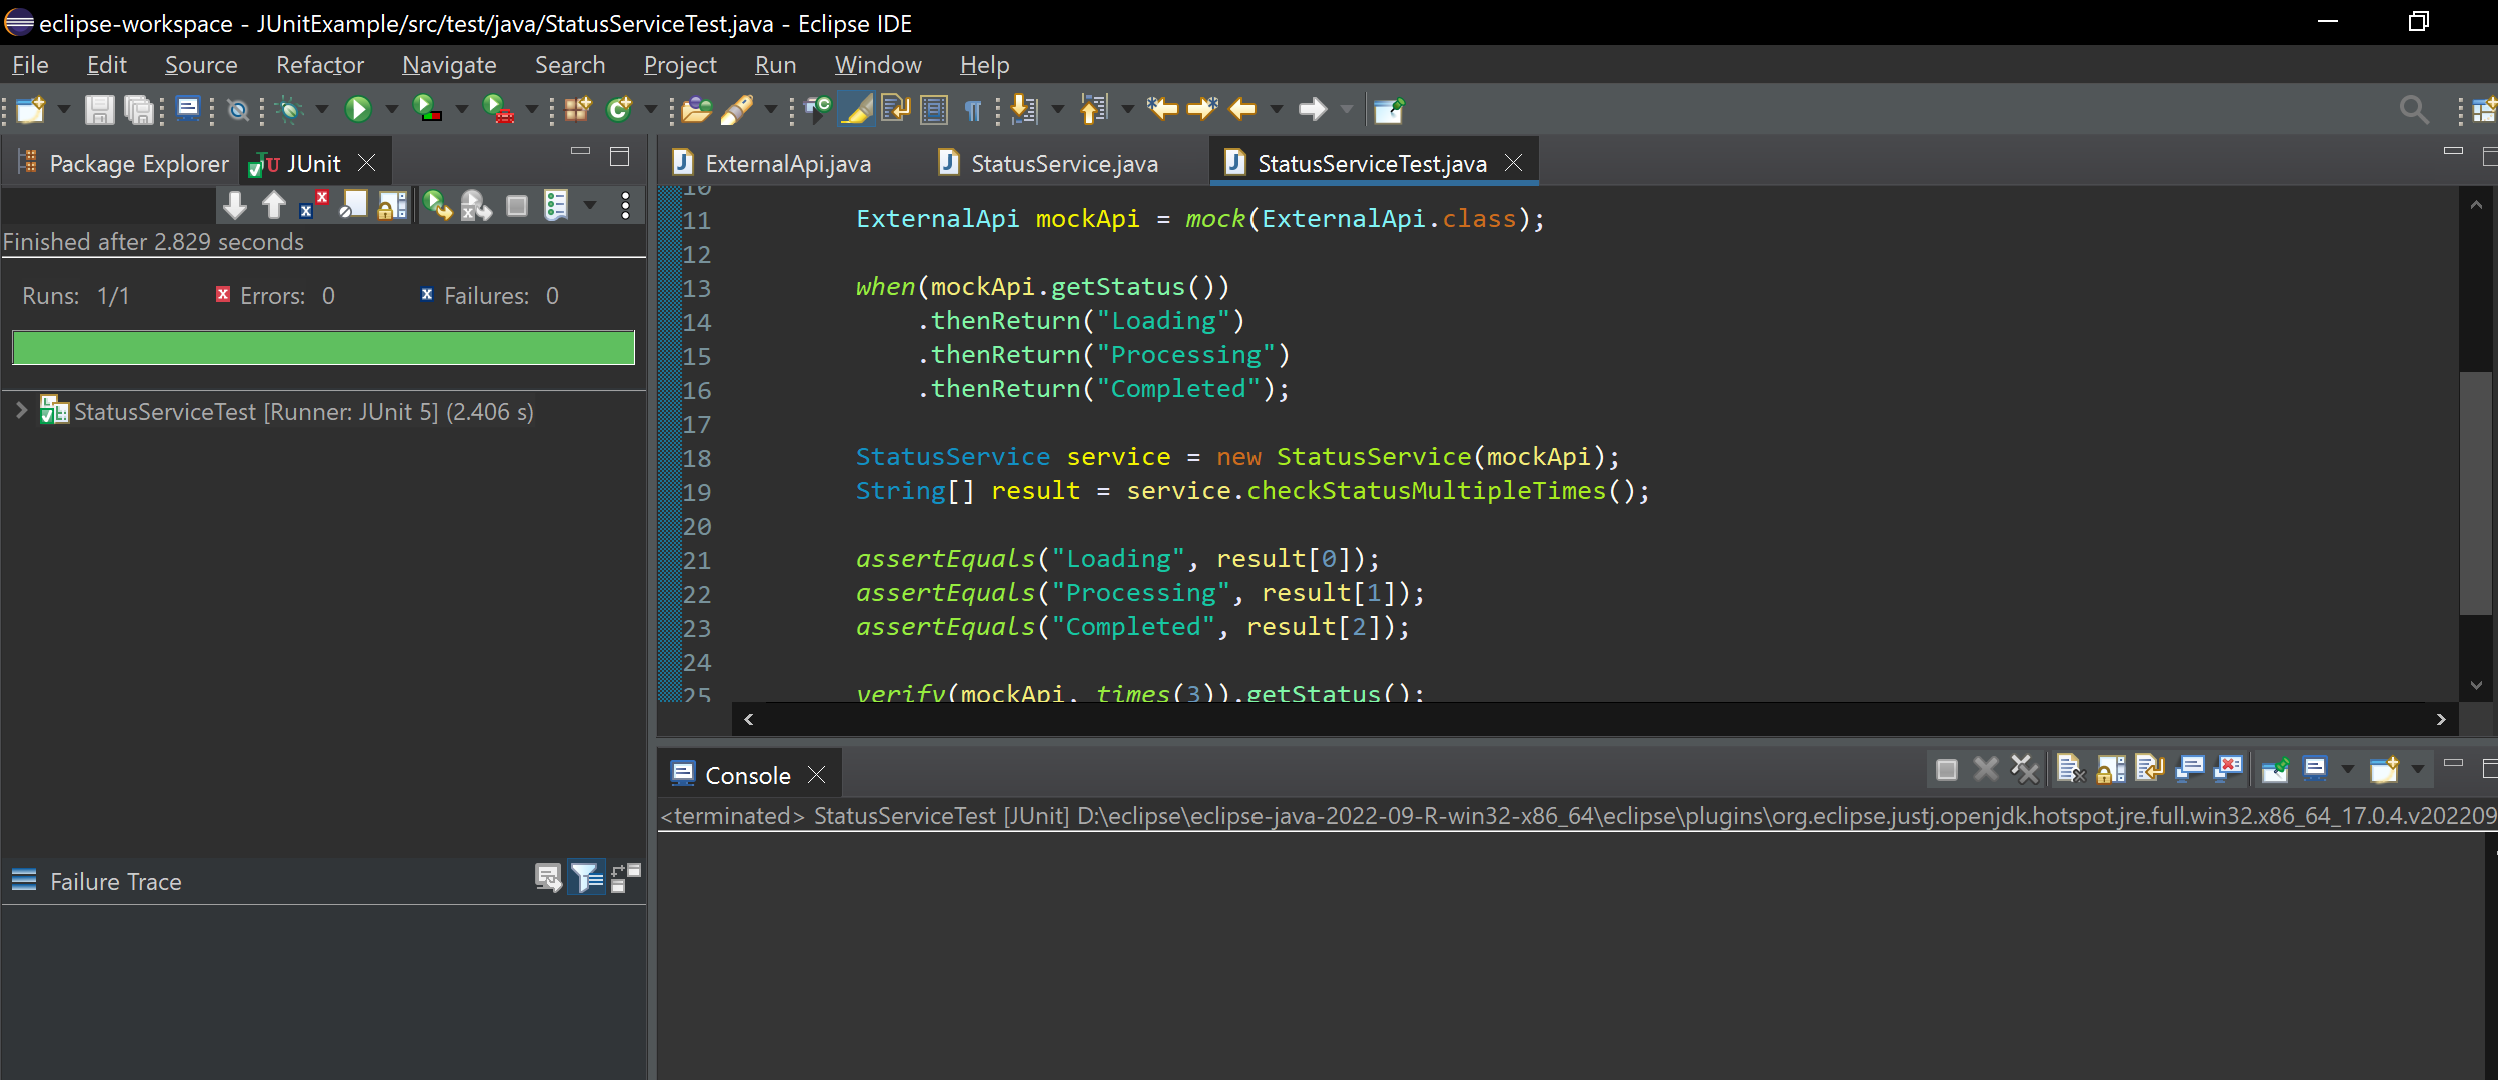 eclipse-workspace - JUnitExample/src/test/java/StatusServiceTest.java - Eclipse IDE
File Edit Source Refactor Navigate Search Project Run Window Help
Package Explorer JUnit
Finished after 2.829 seconds
Runs: 1/1 Errors: 0 Failures: 0
StatusServiceTest [Runner: JUnit 5] (2.406 s)
Failure Trace
ExternalApi.java StatusService.java StatusServiceTest.java
10
11 ExternalApi mockApi = mock(ExternalApi.class);
12
13 when(mockApi.getStatus())
14 .thenReturn("Loading")
15 .thenReturn("Processing")
16 .thenReturn("Completed");
17
18 StatusService service = new StatusService(mockApi);
19 String[] result = service.checkStatusMultipleTimes();
20
21 assertEquals("Loading", result[0]);
22 assertEquals("Processing", result[1]);
23 assertEquals("Completed", result[2]);
24
25 verify(mockApi, times(3)).getStatus();
Console
<terminated> StatusServiceTest [JUnit] D:\eclipse\eclipse-java-2022-09-R-win32-x86_64\eclipse\plugins\org.eclipse.justj.openjdk.hotspot.jre.full.win32.x86_64_17.0.4.v202209